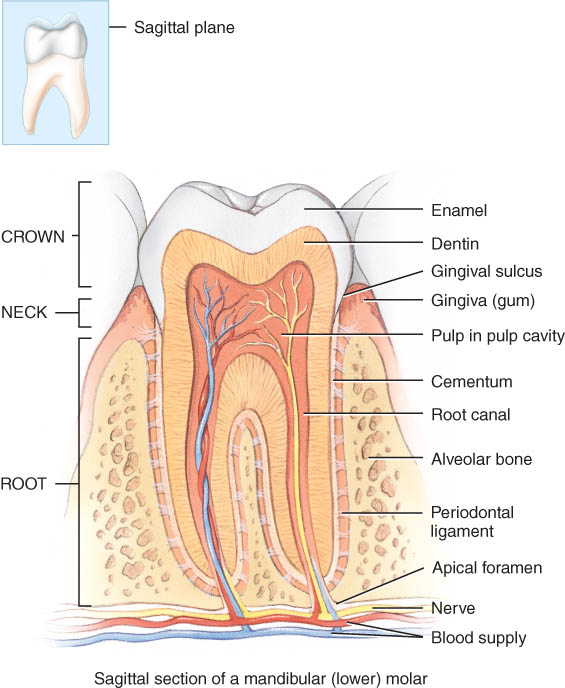 Sagittal plane
CROWN
NECK
ROOT
Enamel
Dentin
Gingival sulcus
Gingiva (gum)
Pulp in pulp cavity
Cementum
Root canal
Alveolar bone
Periodontal
ligament
Apical foramen
Nerve
Blood supply
Sagittal section of a mandibular (lower) molar